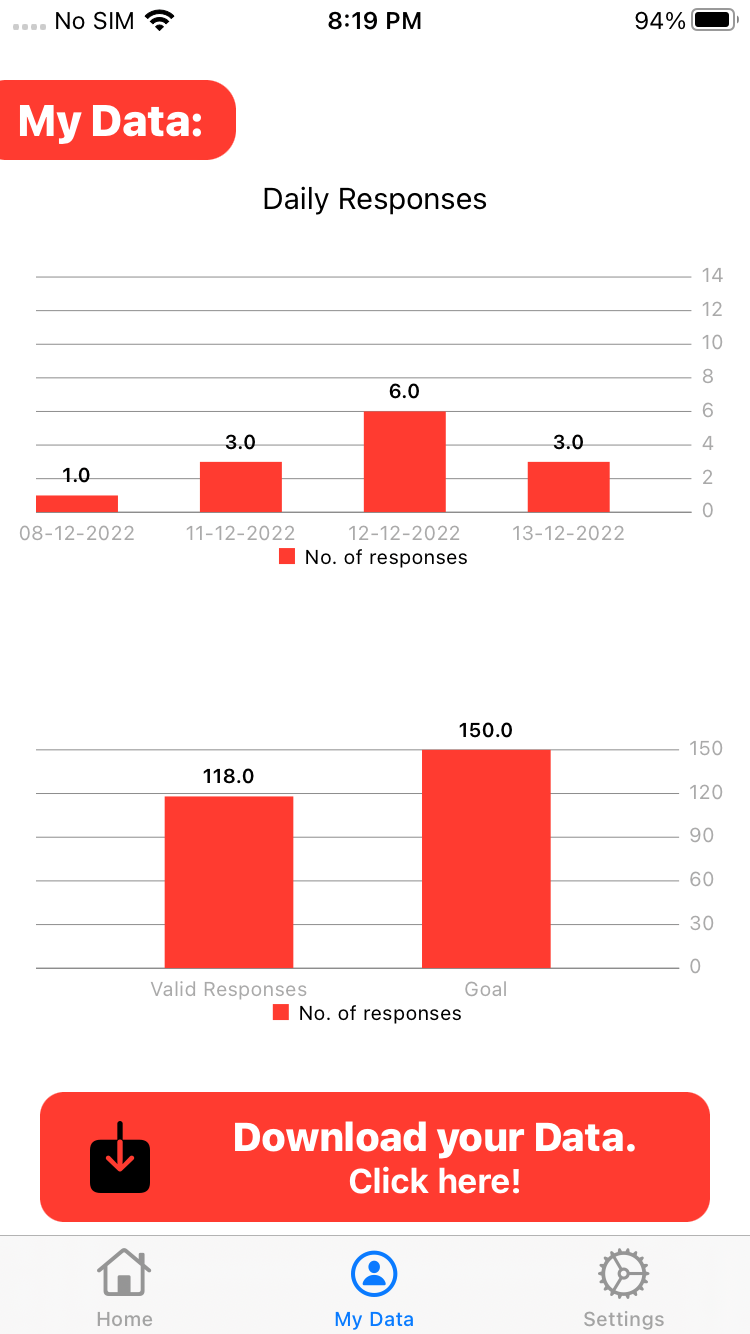 No SIM 8:19 PM 94%
My Data:
Daily Responses
14
12
10
8
6.0
6
3.0 3.0 4
1.0 2
0
08-12-2022 11-12-2022 12-12-2022 13-12-2022
No. of responses
150.0
150
118.0
120
90
60
30
0
Valid Responses Goal
No. of responses
Download your Data.
Click here!
Home My Data Settings